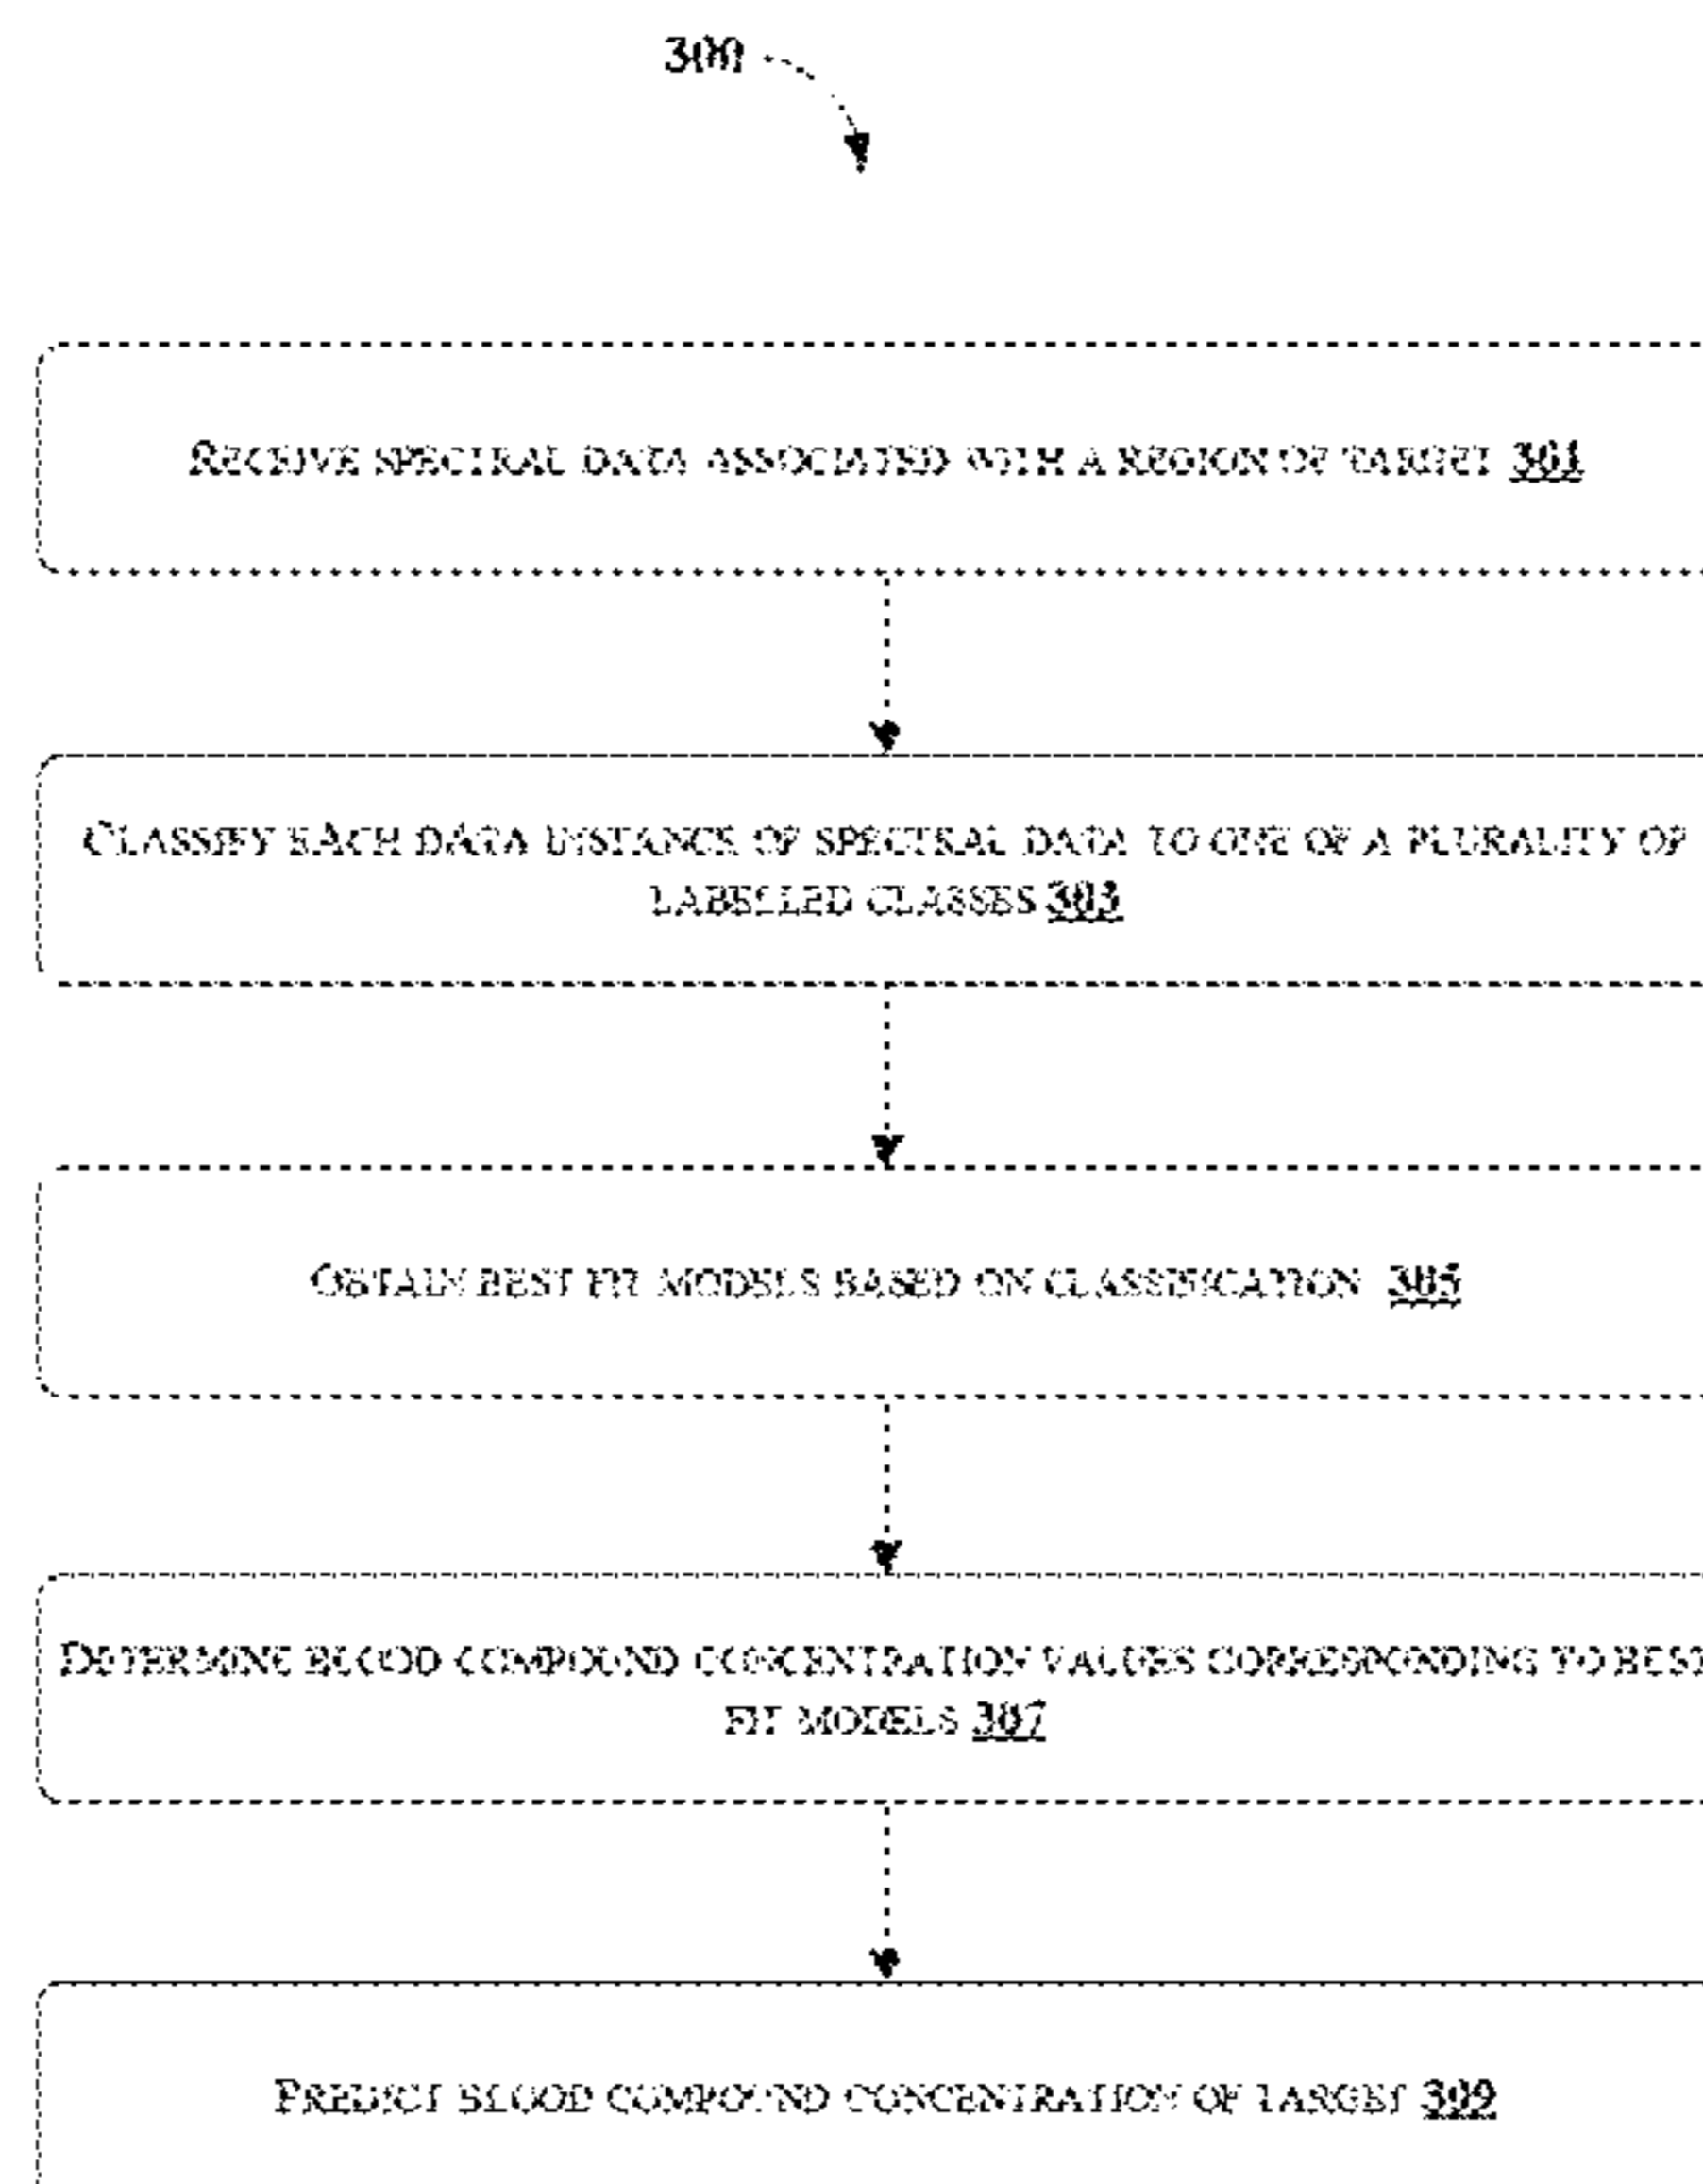 300
RECEIVE SPECTRAL DATA ASSOCIATED WITH A REGION OF TARGET 301
CLASSIFY EACH DATA INSTANCE OF SPECTRAL DATA TO ONE OF A PLURALITY OF
LABELLED CLASSES 303
OBTAIN BEST FIT MODELS BASED ON CLASSIFICATION 305
DETERMINE BLOOD COMPOUND CONCENTRATION VALUES CORRESPONDING TO BEST
FIT MODELS 307
PREDICT BLOOD COMPOUND CONCENTRATION OF TARGET 309